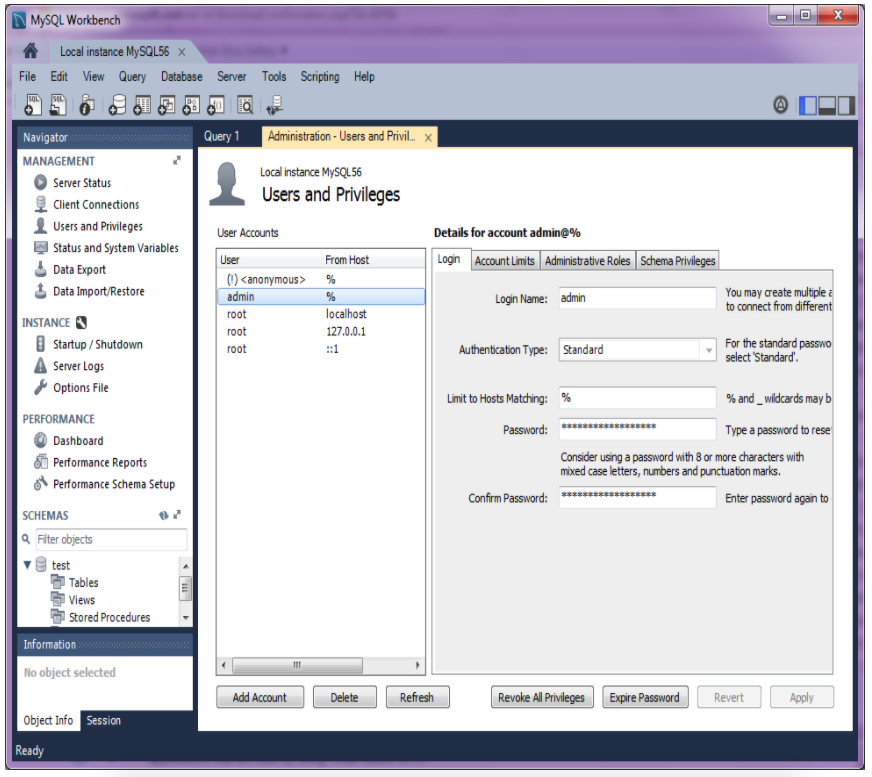 MySQL Workbench
Local instance MySQL56
File Edit View Query Database Server Tools Scripting Help
Navigator
MANAGEMENT
Server Status
Client Connections
Users and Privileges
Status and System Variables
Data Export
Data Import/Restore
INSTANCE
Startup / Shutdown
Server Logs
Options File
PERFORMANCE
Dashboard
Performance Reports
Performance Schema Setup
SCHEMAS
Filter objects
test
Tables
Views
Stored Procedures
Information
No object selected
Object Info Session
Ready
Query 1 Administration - Users and Privil...
Local instance MySQL56
Users and Privileges
User Accounts
User From Host
(!) <anonymous> %
admin %
root localhost
root 127.0.0.1
root ::1
Add Account Delete Refresh
Details for account admin@%
Login Account Limits Administrative Roles Schema Privileges
Login Name: admin
You may create multiple a
to connect from different
Authentication Type: Standard
For the standard passwo
select 'Standard'.
Limit to Hosts Matching: % % and _ wildcards may b
Password: ****************** Type a password to rese
Consider using a password with 8 or more characters with
mixed case letters, numbers and punctuation marks.
Confirm Password: ****************** Enter password again to
Revoke All Privileges Expire Password Revert Apply